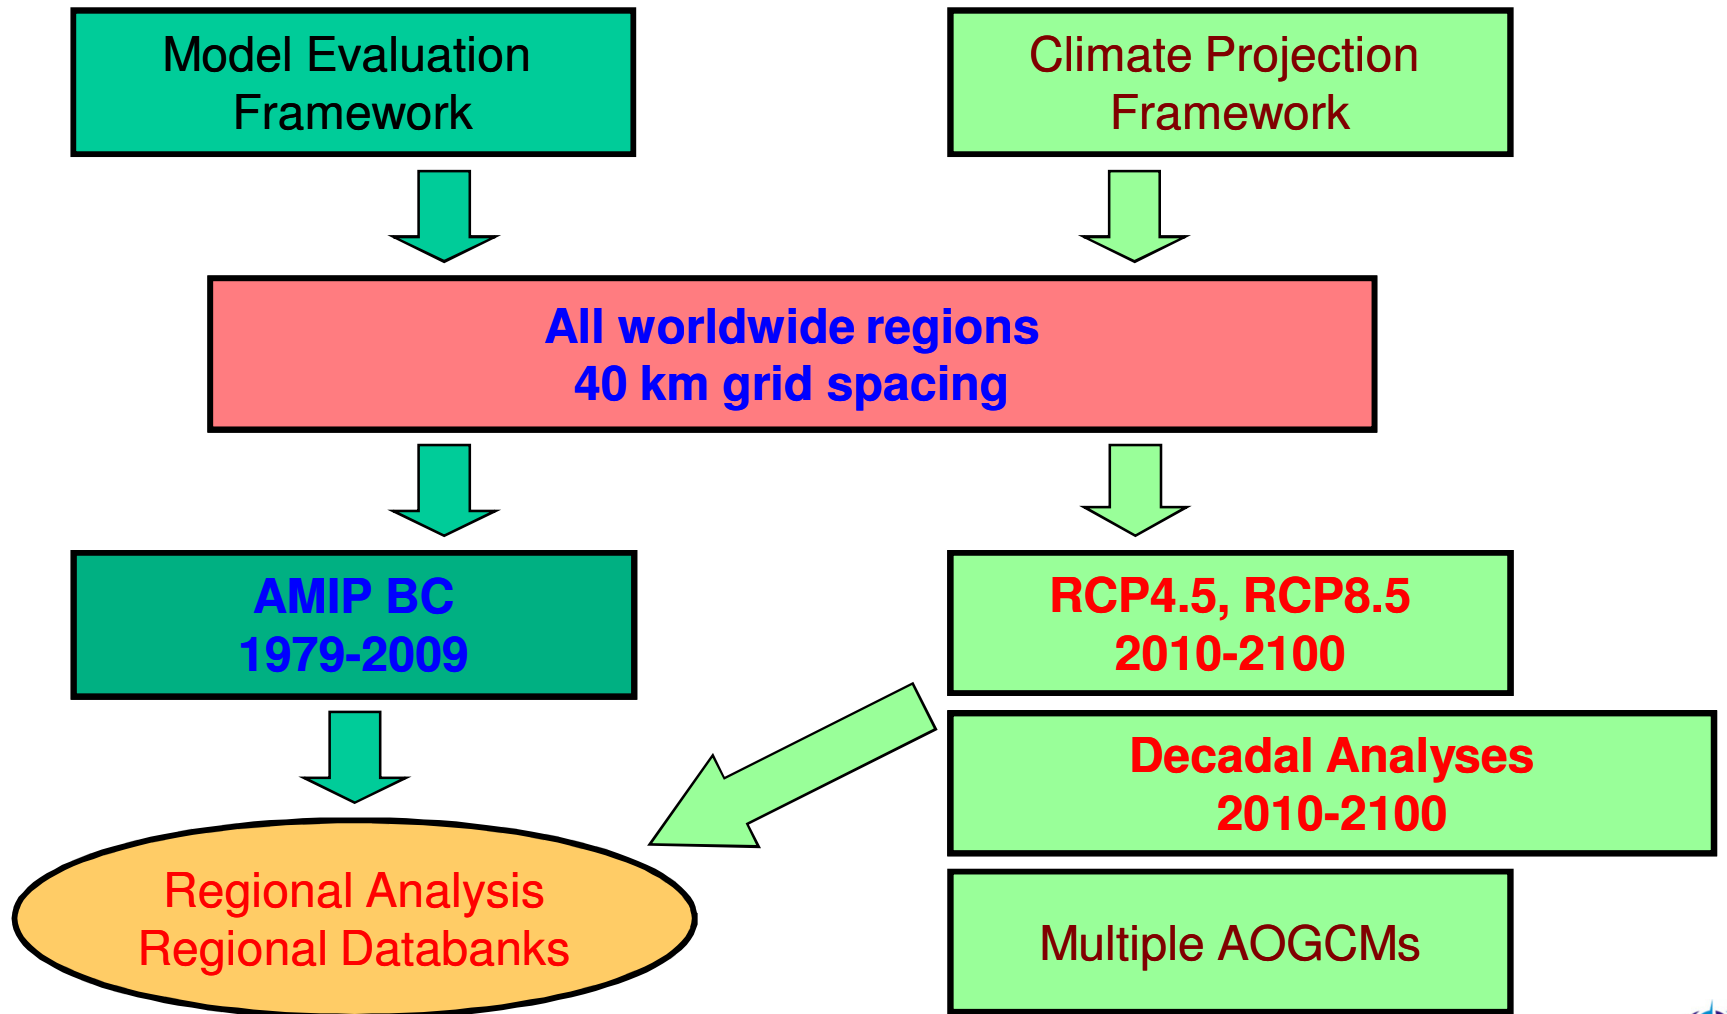 Model Evaluation
Framework
Climate Projection
Framework
All worldwide regions
40 km grid spacing
AMIP BC
1979-2009
RCP4.5, RCP8.5
2010-2100
Decadal Analyses
2010-2100
Regional Analysis
Regional Databanks
Multiple AOGCMs